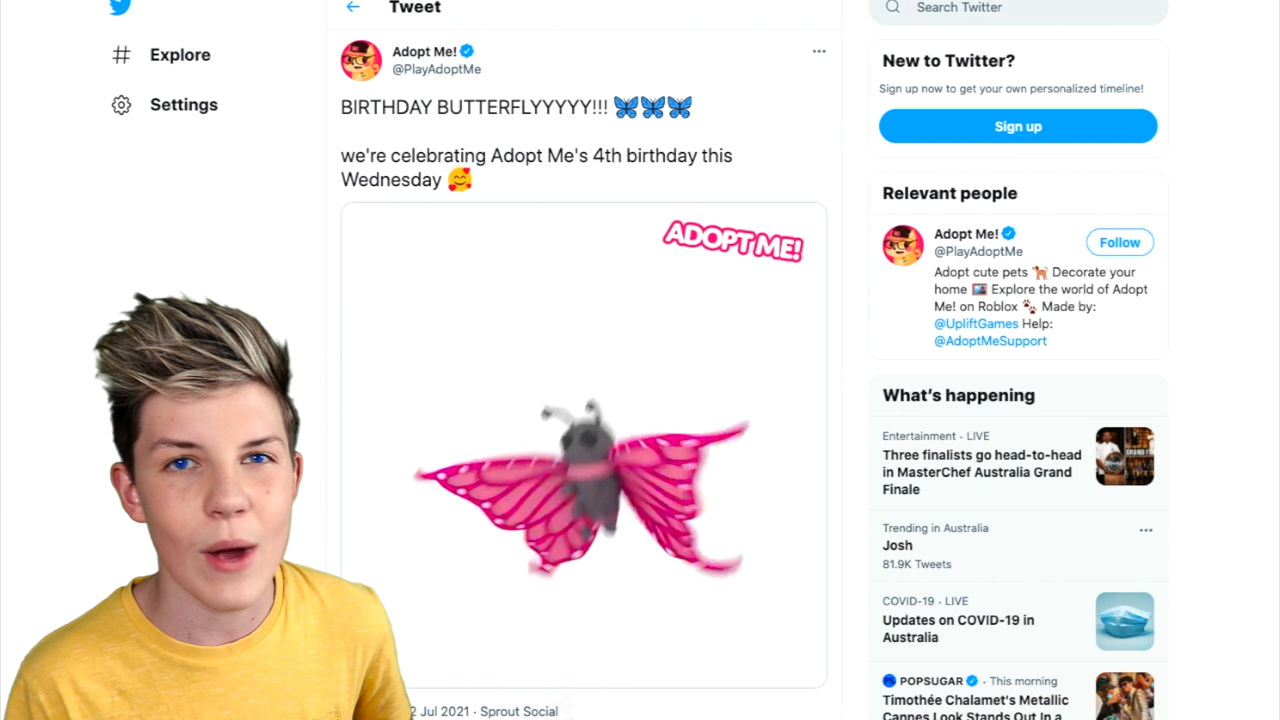 Explore
Settings
Tweet
Adopt Me!
@PlayAdoptMe
BIRTHDAY BUTTERFLYYYYY!!! 🦋🦋🦋
we're celebrating Adopt Me's 4th birthday this
Wednesday 🥰
ADOPT ME!
2 Jul 2021 · Sprout Social
Search Twitter
New to Twitter?
Sign up now to get your own personalized timeline!
Sign up
Relevant people
Adopt Me!
@PlayAdoptMe
Follow
Adopt cute pets 🐕 Decorate your
home 🖼️ Explore the world of Adopt
Me! on Roblox 🐾 Made by:
@UpliftGames Help:
@AdoptMeSupport
What's happening
Entertainment · LIVE
Three finalists go head-to-head
in MasterChef Australia Grand
Finale
Trending in Australia
Josh
81.9K Tweets
COVID-19 · LIVE
Updates on COVID-19 in
Australia
POPSUGAR · This morning
Timothée Chalamet's Metallic
Cannes Look Stands Out In a